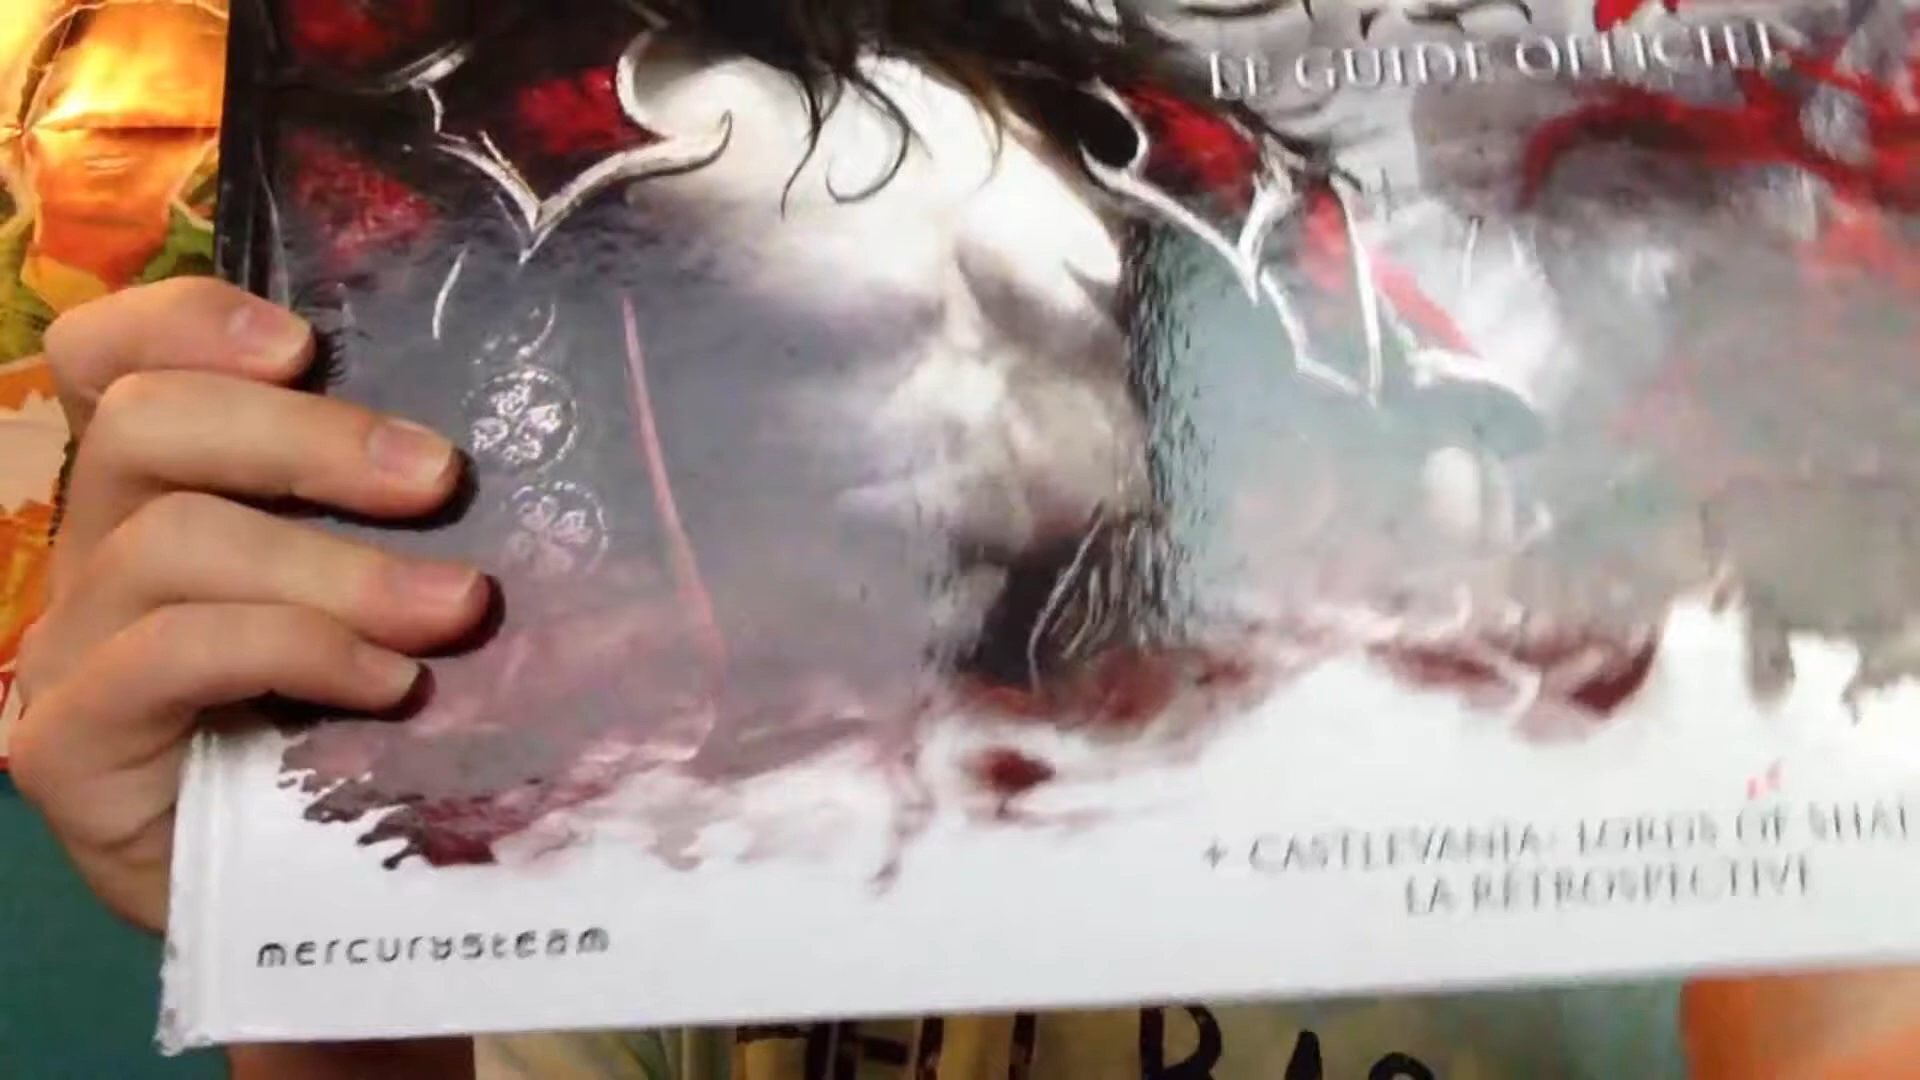 LE GUIDE OFFICIEL
+ CASTLEVANIA: LORDS OF SHA
LA RÉTROSPECTIVE
mercurysteam